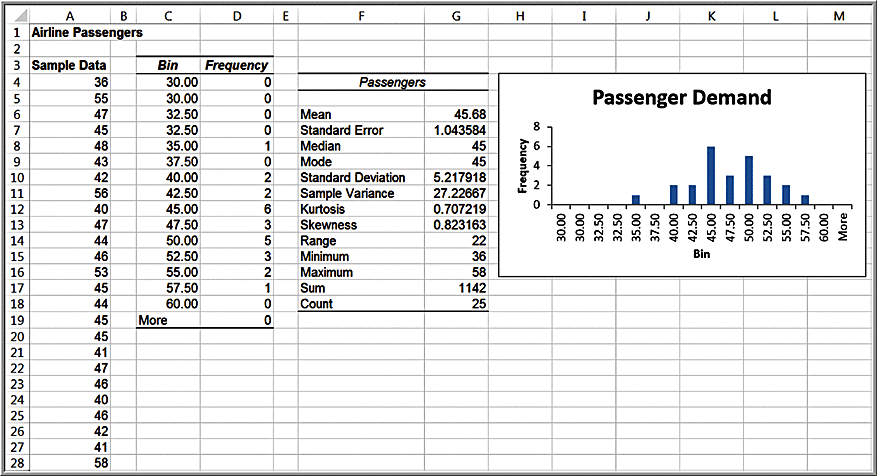 A B C D E F G H I J K L M
1 Airline Passengers
2
3 Sample Data Bin Frequency
4 36 30.00 0 Passengers
5 55 30.00 0
6 47 32.50 0 Mean 45.68
7 45 32.50 0 Standard Error 1.043584
8 48 35.00 1 Median 45
9 43 37.50 0 Mode 45
10 42 40.00 2 Standard Deviation 5.217918
11 56 42.50 2 Sample Variance 27.22667
12 40 45.00 6 Kurtosis 0.707219
13 47 47.50 3 Skewness 0.823163
14 44 50.00 5 Range 22
15 46 52.50 3 Minimum 36
16 53 55.00 2 Maximum 58
17 45 57.50 1 Sum 1142
18 44 60.00 0 Count 25
19 45 More 0
20 45
21 41
22 47
23 46
24 40
25 46
26 42
27 41
28 58
Passenger Demand
Frequency
8
6
4
2
0
30.00 30.00 32.50 32.50 35.00 37.50 40.00 42.50 45.00 47.50 50.00 52.50 55.00 57.50 60.00 More
Bin